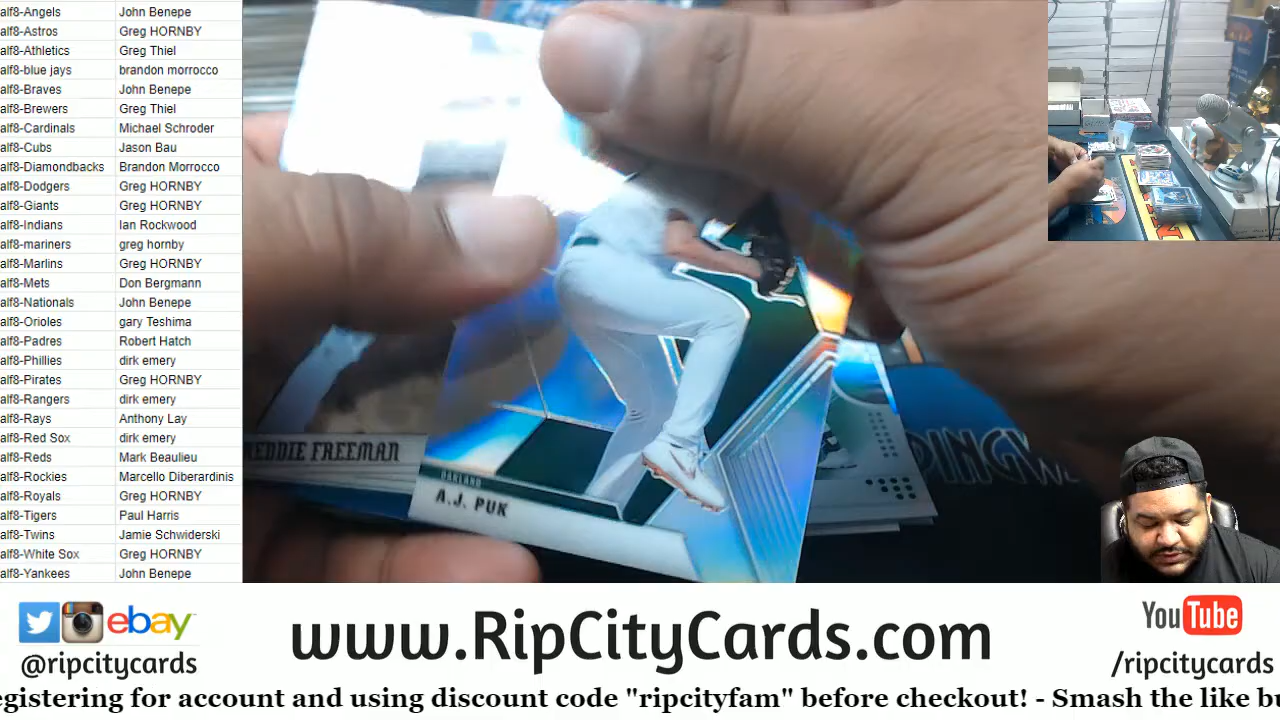 alf8-Angels John Benepe
alf8-Astros Greg HORNBY
alf8-Athletics Greg Thiel
alf8-blue jays brandon morrocco
alf8-Braves John Benepe
alf8-Brewers Greg Thiel
alf8-Cardinals Michael Schroder
alf8-Cubs Jason Bau
alf8-Diamondbacks Brandon Morrocco
alf8-Dodgers Greg HORNBY
alf8-Giants Greg HORNBY
alf8-Indians Ian Rockwood
alf8-mariners greg hornby
alf8-Marlins Greg HORNBY
alf8-Mets Don Bergmann
alf8-Nationals John Benepe
alf8-Orioles gary Teshima
alf8-Padres Robert Hatch
alf8-Phillies dirk emery
alf8-Pirates Greg HORNBY
alf8-Rangers dirk emery
alf8-Rays Anthony Lay
alf8-Red Sox dirk emery
alf8-Reds Mark Beaulieu
alf8-Rockies Marcello Diberardinis
alf8-Royals Greg HORNBY
alf8-Tigers Paul Harris
alf8-Twins Jamie Schwiderski
alf8-White Sox Greg HORNBY
alf8-Yankees John Benepe
EDDIE FREEMAN
OAKLAND
A.J. PUK
ebay
@ripcitycards
www.RipCityCards.com
YouTube
/ripcitycards
egistering for account and using discount code "ripcityfam" before checkout! - Smash the like bu